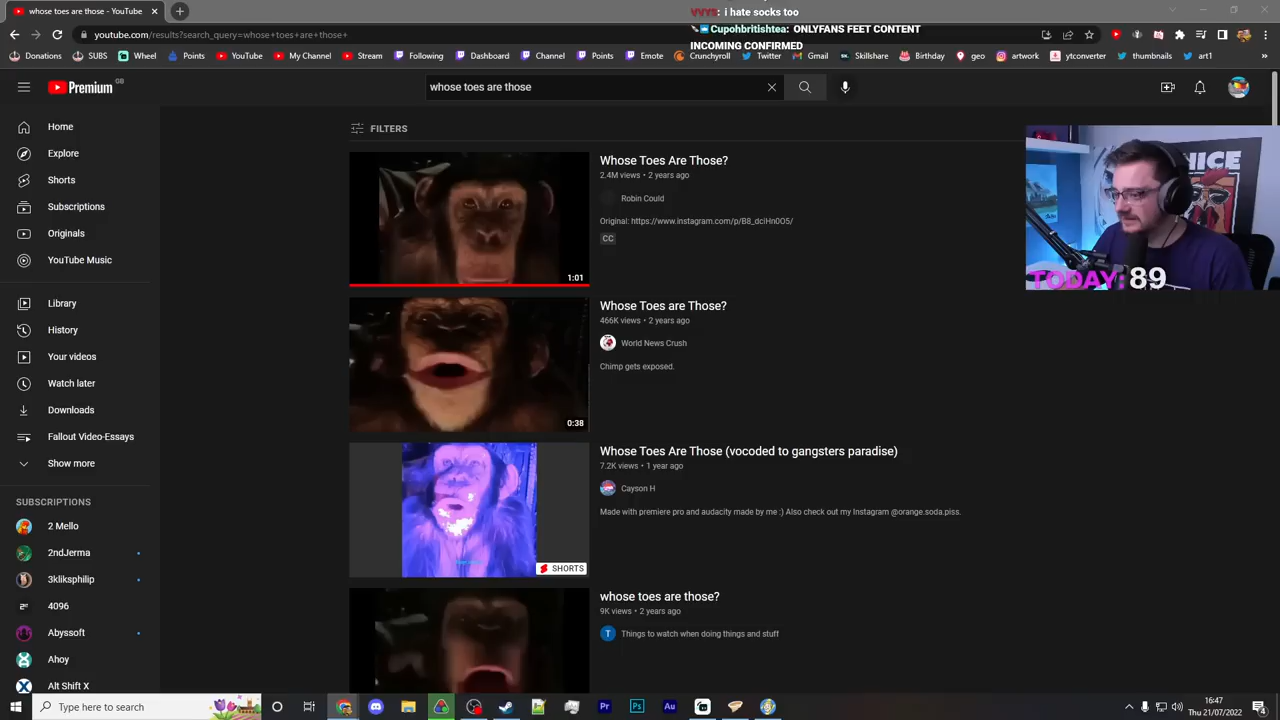 whose toes are those - YouTube
VVYS: i hate socks too
youtube.com/results?search_query=whose+toes+are+those+
Cupohbritishtea: ONLYFANS FEET CONTENT
INCOMING CONFIRMED
Donations
Wheel
Points
YouTube
My Channel
Stream
Following
Dashboard
Channel
Points
Emote
Crunchyroll
Twitter
Gmail
Skillshare
Birthday
geo
artwork
ytconverter
thumbnails
art1
Premium GB
whose toes are those
FILTERS
Home
Explore
Shorts
Subscriptions
Originals
YouTube Music
Library
History
Your videos
Watch later
Downloads
Fallout Video-Essays
Show more
SUBSCRIPTIONS
2 Mello
2ndJerma
3kliksphilip
4096
Abyssoft
Ahoy
Alt Shift X
1:01
Whose Toes Are Those?
2.4M views • 2 years ago
Robin Could
Original: https://www.instagram.com/p/B8_dciHn0O5/
CC
0:38
Whose Toes are Those?
466K views • 2 years ago
World News Crush
Chimp gets exposed.
SHORTS
Whose Toes Are Those (vocoded to gangsters paradise)
7.2K views • 1 year ago
Cayson H
Made with premiere pro and audacity made by me :) Also check out my Instagram @orange.soda.piss.
whose toes are those?
9K views • 2 years ago
T
Things to watch when doing things and stuff
NICE
TODAY: 89
Type here to search
Pr
Ps
Au
16:47
Thu 21/07/2022